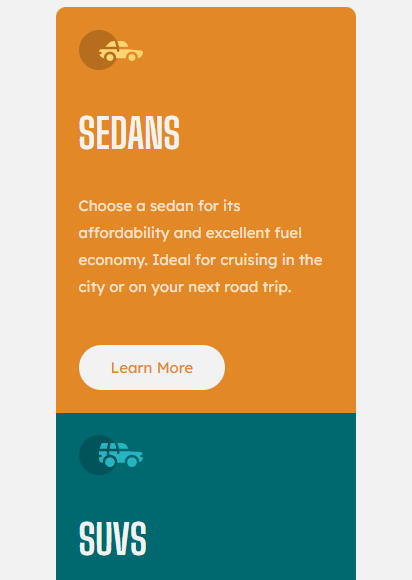 SEDANS
Choose a sedan for its
affordability and excellent fuel
economy. Ideal for cruising in the
city or on your next road trip.
Learn More
SUVS